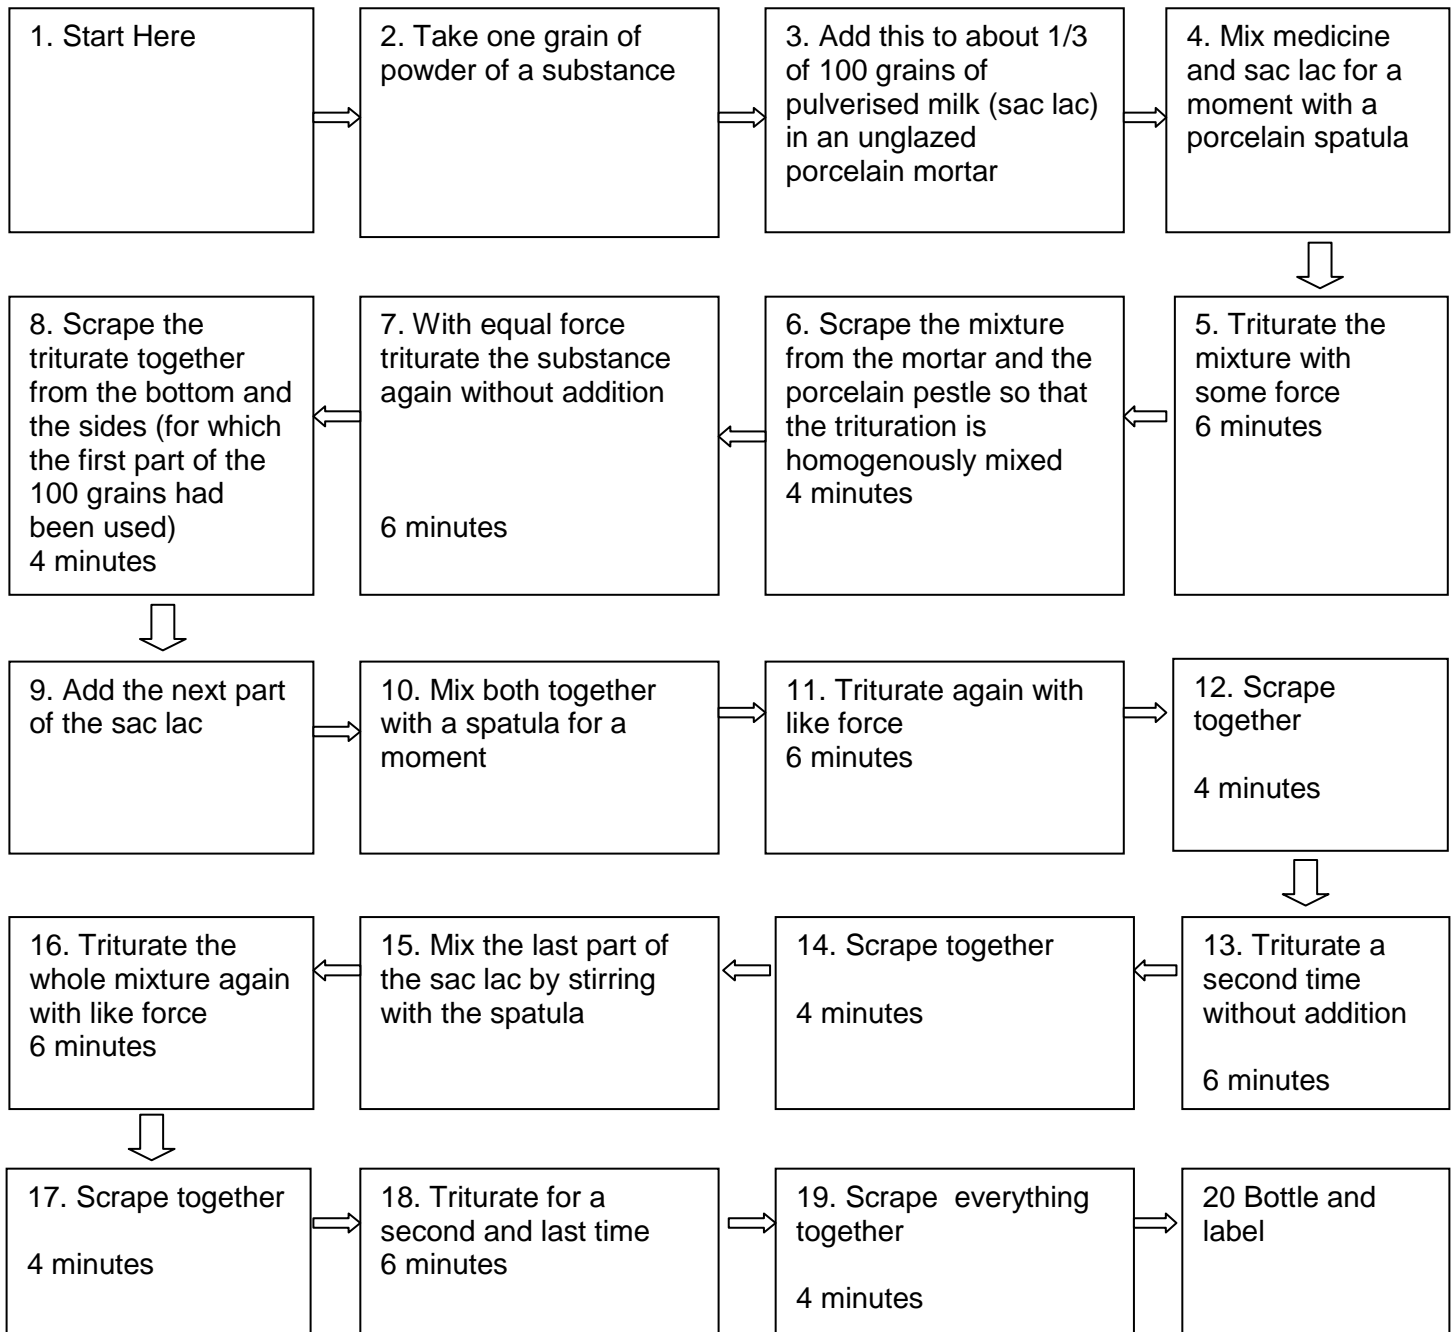 1. Start Here
2. Take one grain of
powder of a substance
3. Add this to about 1/3
of 100 grains of
pulverised milk (sac lac)
in an unglazed
porcelain mortar
4. Mix medicine
and sac lac for a
moment with a
porcelain spatula
5. Triturate the
mixture with
some force
6 minutes
6. Scrape the mixture
from the mortar and the
porcelain pestle so that
the trituration is
homogenously mixed
4 minutes
7. With equal force
triturate the substance
again without addition
6 minutes
8. Scrape the
triturate together
from the bottom and
the sides (for which
the first part of the
100 grains had
been used)
4 minutes
9. Add the next part
of the sac lac
10. Mix both together
with a spatula for a
moment
11. Triturate again with
like force
6 minutes
12. Scrape
together
4 minutes
13. Triturate a
second time
without addition
6 minutes
14. Scrape together
4 minutes
15. Mix the last part of
the sac lac by stirring
with the spatula
16. Triturate the
whole mixture again
with like force
6 minutes
17. Scrape together
4 minutes
18. Triturate for a
second and last time
6 minutes
19. Scrape everything
together
4 minutes
20 Bottle and
label